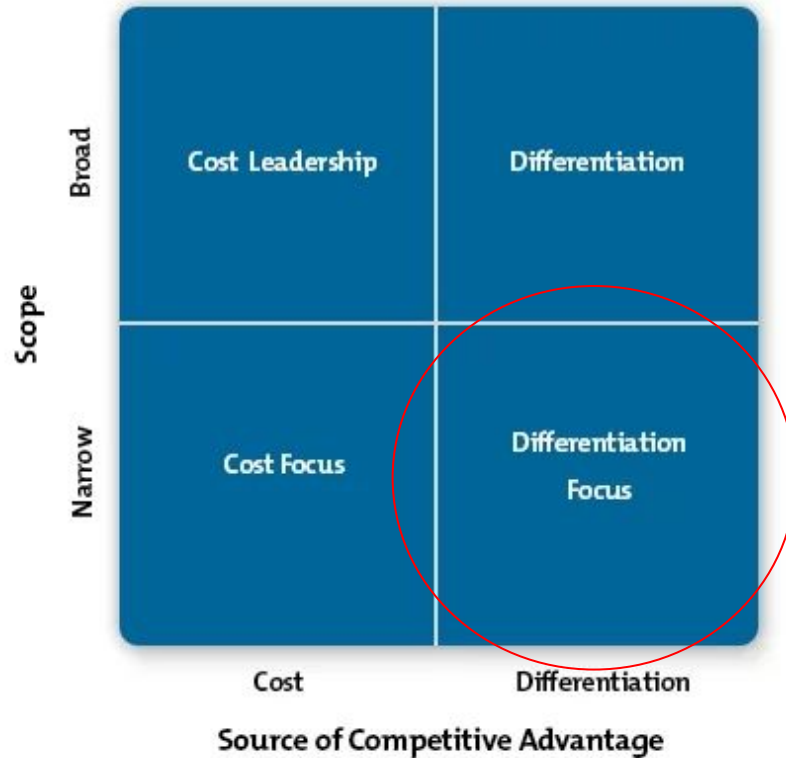 Broad
Cost Leadership
Differentiation
Scope
Narrow
Cost Focus
Differentiation
Focus
Cost
Differentiation
Source of Competitive Advantage